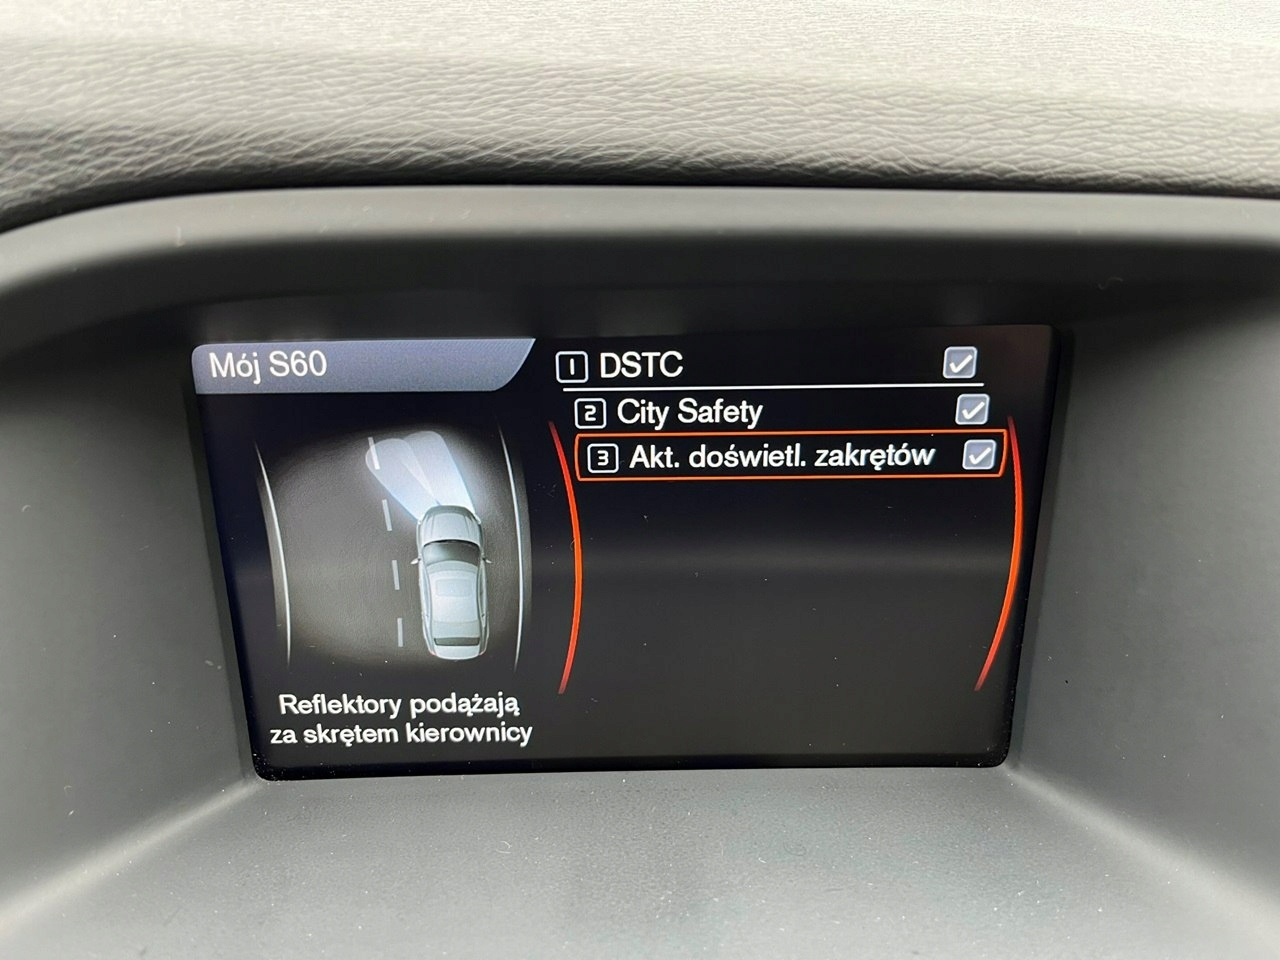 Mój S60
1 DSTC
2 City Safety
3 Akt. doświetl. zakrętów
Reflektory podążają
za skrętem kierownicy